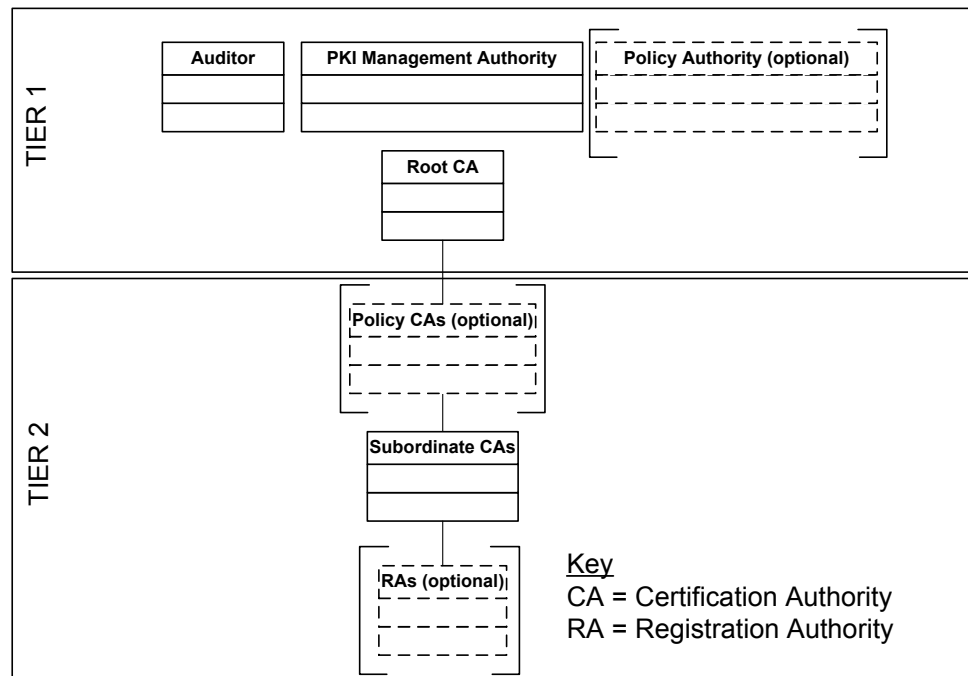 TIER 1
Auditor
PKI Management Authority
Policy Authority (optional)
Root CA
TIER 2
Policy CAs (optional)
Subordinate CAs
RAs (optional)
Key
CA = Certification Authority
RA = Registration Authority